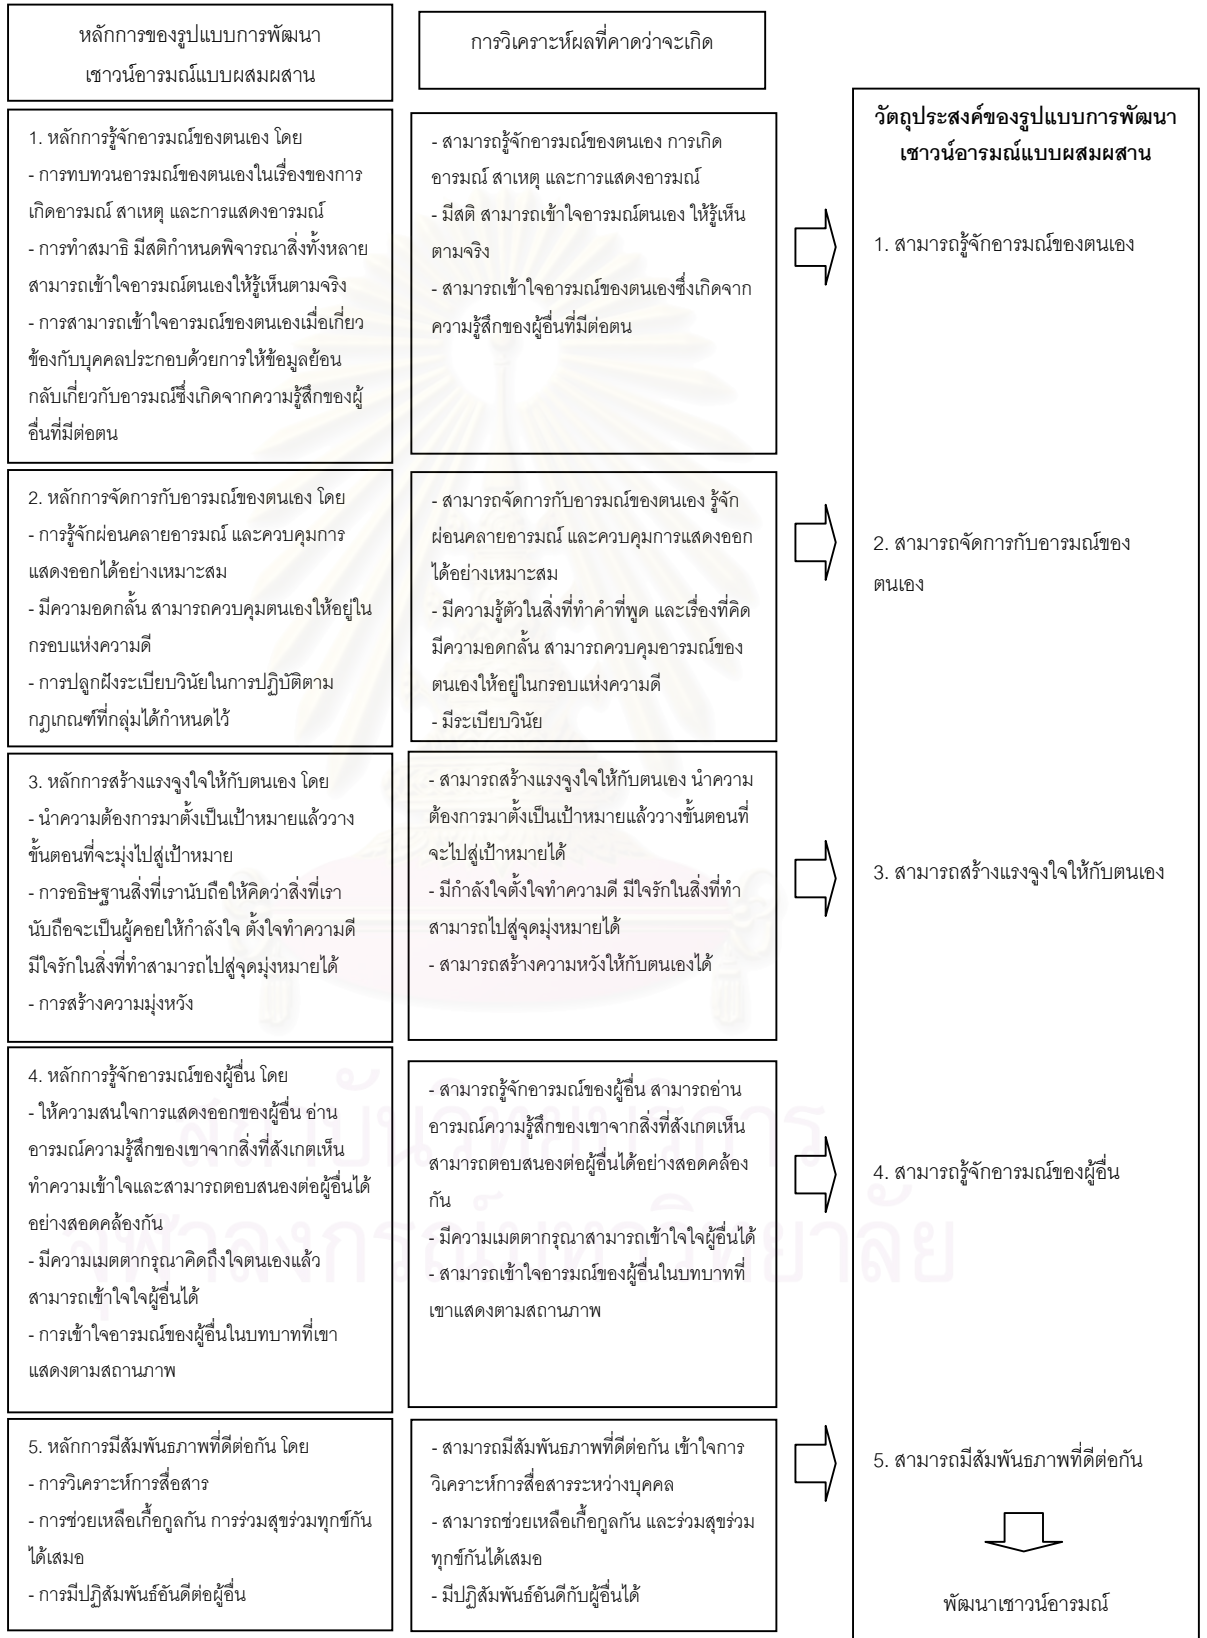 หลักการของรูปแบบการพัฒนา
เชาวน์อารมณ์แบบผสมผสาน
การวิเคราะห์ผลที่คาดว่าจะเกิด
วัตถุประสงค์ของรูปแบบการพัฒนา
เชาวน์อารมณ์แบบผสมผสาน
1. หลักการรู้จักอารมณ์ของตนเอง โดย
- การทบทวนอารมณ์ของตนเองในเรื่องของการ
เกิดอารมณ์ สาเหตุ และการแสดงอารมณ์
- การทำสมาธิ มีสติกำหนดพิจารณาสิ่งทั้งหลาย
สามารถเข้าใจอารมณ์ตนเองให้รู้เห็นตามจริง
- การสามารถเข้าใจอารมณ์ของตนเองเมื่อเกี่ยว
ข้องกับบุคคลประกอบด้วยการให้ข้อมูลย้อน
กลับเกี่ยวกับอารมณ์ซึ่งเกิดจากความรู้สึกของผู้
อื่นที่มีต่อตน
- สามารถรู้จักอารมณ์ของตนเอง การเกิด
อารมณ์ สาเหตุ และการแสดงอารมณ์
- มีสติ สามารถเข้าใจอารมณ์ตนเอง ให้รู้เห็น
ตามจริง
- สามารถเข้าใจอารมณ์ของตนเองซึ่งเกิดจาก
ความรู้สึกของผู้อื่นที่มีต่อตน
1. สามารถรู้จักอารมณ์ของตนเอง
2. หลักการจัดการกับอารมณ์ของตนเอง โดย
- การรู้จักผ่อนคลายอารมณ์ และควบคุมการ
แสดงออกได้อย่างเหมาะสม
- มีความอดกลั้น สามารถควบคุมตนเองให้อยู่ใน
กรอบแห่งความดี
- การปลูกฝังระเบียบวินัยในการปฏิบัติตาม
กฎเกณฑ์ที่กลุ่มได้กำหนดไว้
- สามารถจัดการกับอารมณ์ของตนเอง รู้จัก
ผ่อนคลายอารมณ์ และควบคุมการแสดงออก
ได้อย่างเหมาะสม
- มีความรู้ตัวในสิ่งที่ทำคำที่พูด และเรื่องที่คิด
มีความอดกลั้น สามารถควบคุมอารมณ์ของ
ตนเองให้อยู่ในกรอบแห่งความดี
- มีระเบียบวินัย
2. สามารถจัดการกับอารมณ์ของ
ตนเอง
3. หลักการสร้างแรงจูงใจให้กับตนเอง โดย
- นำความต้องการมาตั้งเป็นเป้าหมายแล้ววาง
ขั้นตอนที่จะมุ่งไปสู่เป้าหมาย
- การอธิษฐานสิ่งที่เรานับถือให้คิดว่าสิ่งที่เรา
นับถือจะเป็นผู้คอยให้กำลังใจ ตั้งใจทำความดี
มีใจรักในสิ่งที่ทำสามารถไปสู่จุดมุ่งหมายได้
- การสร้างความมุ่งหวัง
- สามารถสร้างแรงจูงใจให้กับตนเอง นำความ
ต้องการมาตั้งเป็นเป้าหมายแล้ววางขั้นตอนที่
จะไปสู่เป้าหมายได้
- มีกำลังใจตั้งใจทำความดี มีใจรักในสิ่งที่ทำ
สามารถไปสู่จุดมุ่งหมายได้
- สามารถสร้างความหวังให้กับตนเองได้
3. สามารถสร้างแรงจูงใจให้กับตนเอง
4. หลักการรู้จักอารมณ์ของผู้อื่น โดย
- ให้ความสนใจการแสดงออกของผู้อื่น อ่าน
อารมณ์ความรู้สึกของเขาจากสิ่งที่สังเกตเห็น
ทำความเข้าใจและสามารถตอบสนองต่อผู้อื่นได้
อย่างสอดคล้องกัน
- มีความเมตตากรุณาคิดถึงใจตนเองแล้ว
สามารถเข้าใจใจผู้อื่นได้
- การเข้าใจอารมณ์ของผู้อื่นในบทบาทที่เขา
แสดงตามสถานภาพ
- สามารถรู้จักอารมณ์ของผู้อื่น สามารถอ่าน
อารมณ์ความรู้สึกของเขาจากสิ่งที่สังเกตเห็น
สามารถตอบสนองต่อผู้อื่นได้อย่างสอดคล้อง
กัน
- มีความเมตตากรุณาสามารถเข้าใจใจผู้อื่นได้
- สามารถเข้าใจอารมณ์ของผู้อื่นในบทบาทที่
เขาแสดงตามสถานภาพ
4. สามารถรู้จักอารมณ์ของผู้อื่น
สถาบันวิทยบริการ
จุฬาลงกรณ์มหาวิทยาลัย
5. หลักการมีสัมพันธภาพที่ดีต่อกัน โดย
- การวิเคราะห์การสื่อสาร
- การช่วยเหลือเกื้อกูลกัน การร่วมสุขร่วมทุกข์กัน
ได้เสมอ
- การมีปฏิสัมพันธ์อันดีต่อผู้อื่น
- สามารถมีสัมพันธภาพที่ดีต่อกัน เข้าใจการ
วิเคราะห์การสื่อสารระหว่างบุคคล
- สามารถช่วยเหลือเกื้อกูลกัน และร่วมสุขร่วม
ทุกข์กันได้เสมอ
- มีปฏิสัมพันธ์อันดีกับผู้อื่นได้
5. สามารถมีสัมพันธภาพที่ดีต่อกัน
พัฒนาเชาวน์อารมณ์